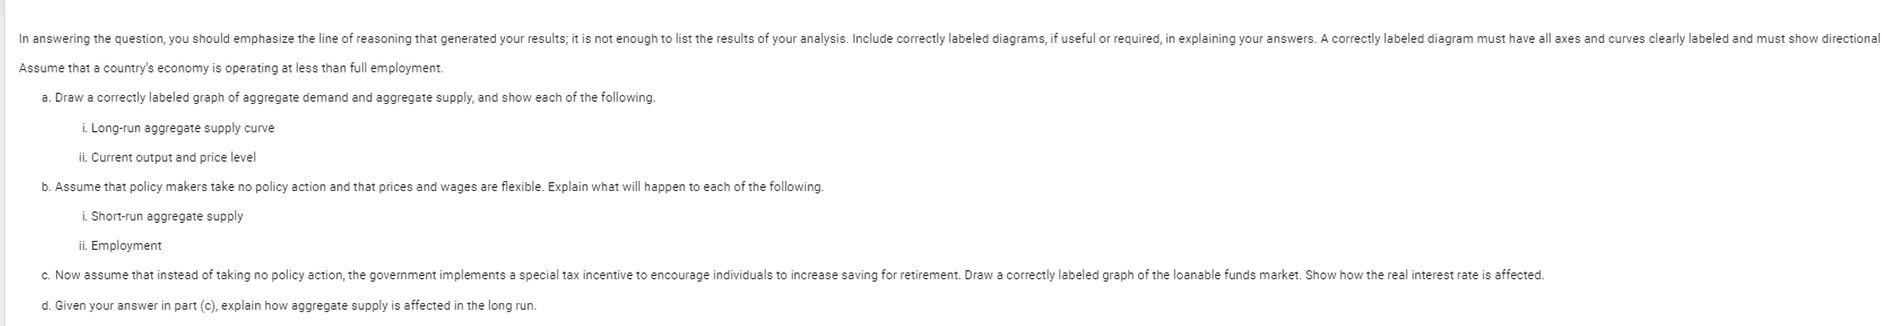 In answering the question, you should emphasize the line of reasoning that generated your results; it is not enough to list the results of your analysis. Include correctly labeled diagrams, if useful or required, in explaining your answers. A correctly labeled diagram must have all axes and curves clearly labeled and must show directional
Assume that a country's economy is operating at less than full employment.
a. Draw a correctly labeled graph of aggregate demand and aggregate supply, and show each of the following.
i. Long-run aggregate supply curve
ii. Current output and price level
b. Assume that policy makers take no policy action and that prices and wages are flexible. Explain what will happen to each of the following.
i. Short-run aggregate supply
ii. Employment
c. Now assume that instead of taking no policy action, the government implements a special tax incentive to encourage individuals to increase saving for retirement. Draw a correctly labeled graph of the loanable funds market. Show how the real interest rate is affected.
d. Given your answer in part (c), explain how aggregate supply is affected in the long run.